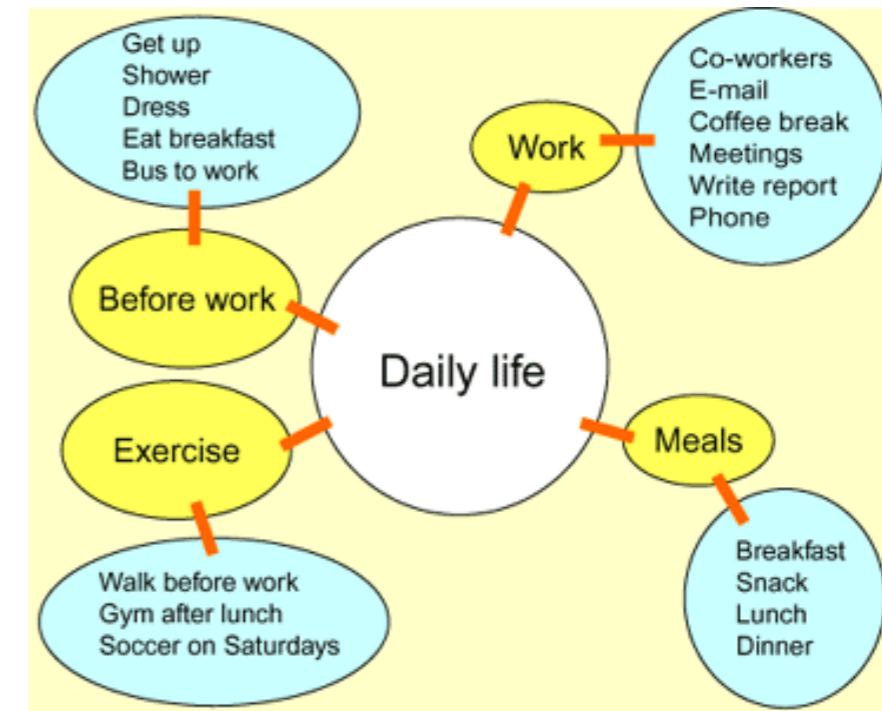 Get up
Shower
Dress
Eat breakfast
Bus to work
Before work
Work
Co-workers
E-mail
Coffee break
Meetings
Write report
Phone
Daily life
Exercise
Walk before work
Gym after lunch
Soccer on Saturdays
Meals
Breakfast
Snack
Lunch
Dinner